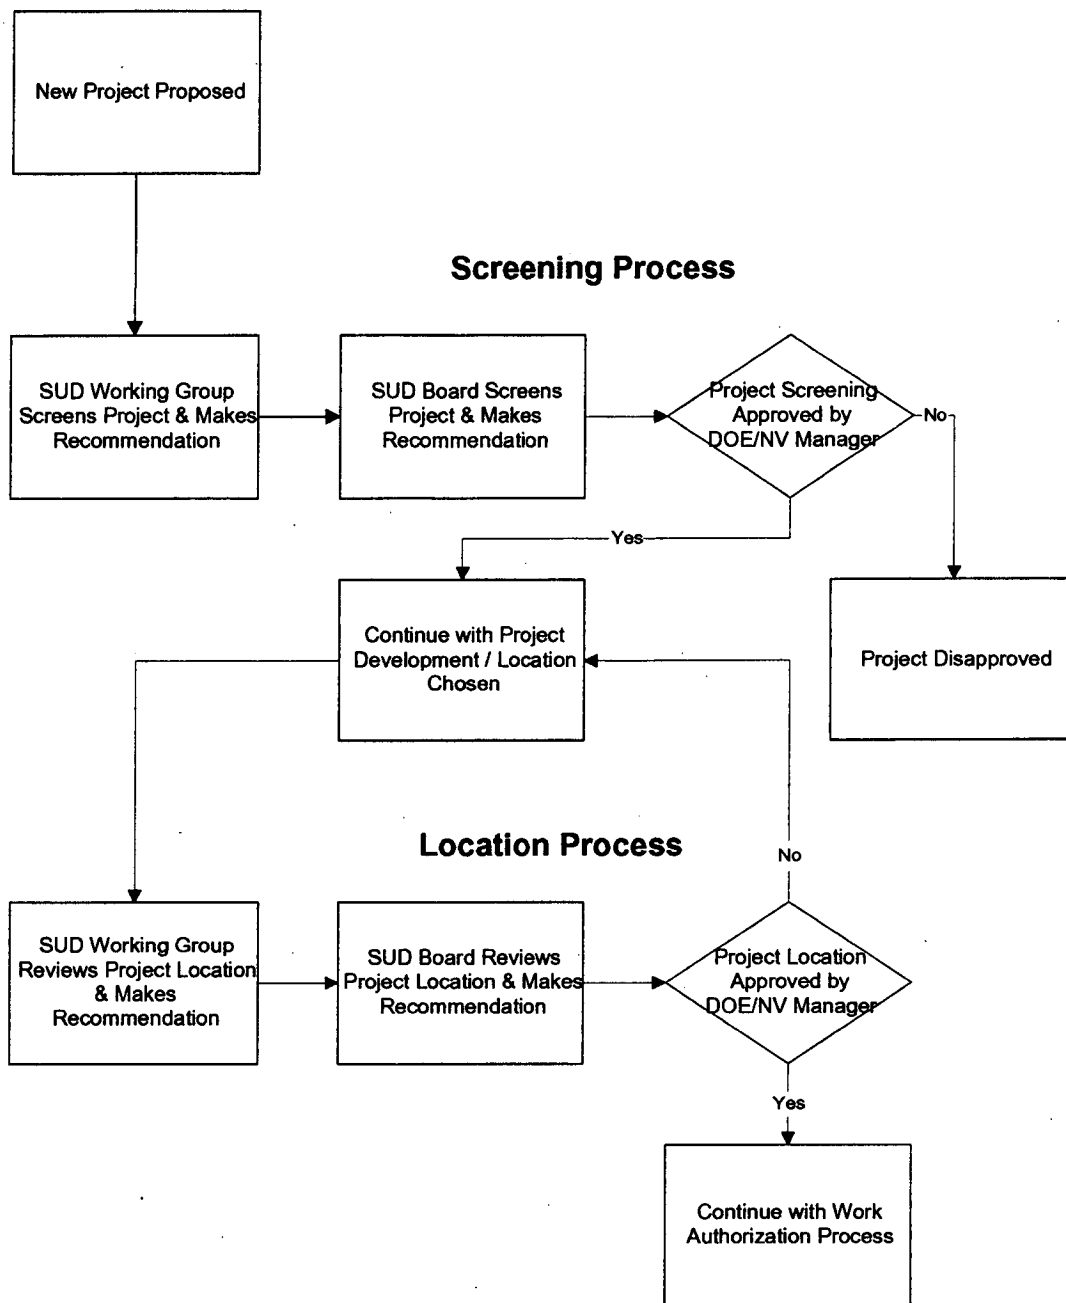 New Project Proposed
Screening Process
SUD Working Group
Screens Project & Makes
Recommendation
SUD Board Screens
Project & Makes
Recommendation
Project Screening
Approved by
DOE/NV Manager
No
Yes
Continue with Project
Development / Location
Chosen
Project Disapproved
Location Process
No
SUD Working Group
Reviews Project Location
& Makes
Recommendation
SUD Board Reviews
Project Location & Makes
Recommendation
Project Location
Approved by
DOE/NV Manager
Yes
Continue with Work
Authorization Process